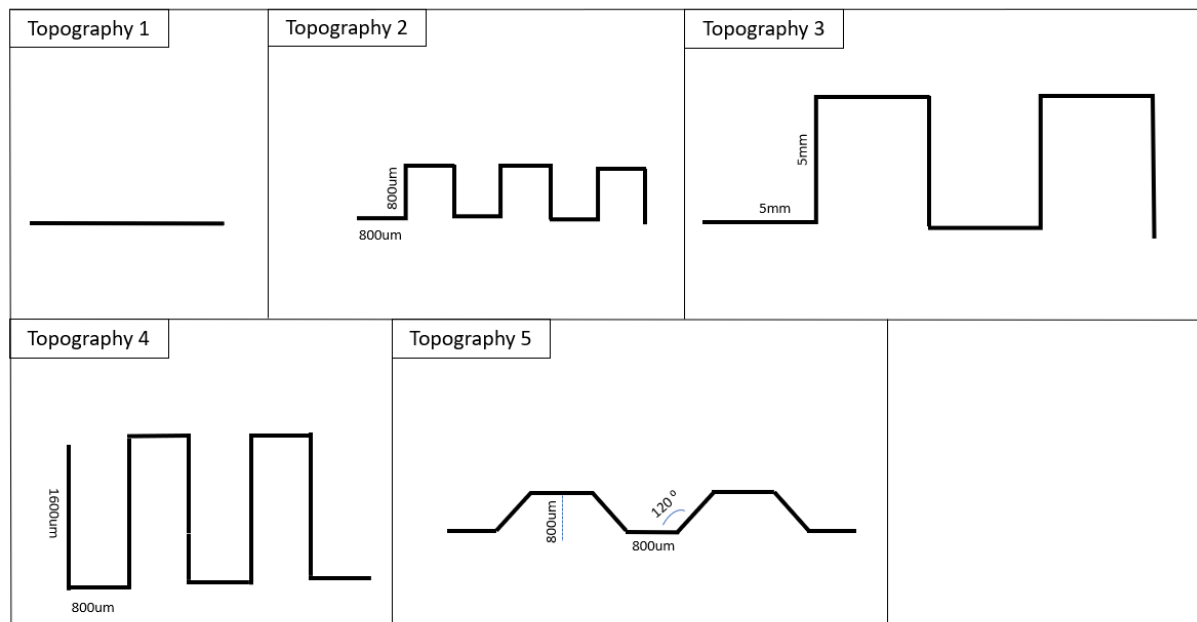 Topography 1
Topography 2
800um
800um
Topography 3
5mm
5mm
Topography 4
1600um
800um
Topography 5
800um
120 º
800um